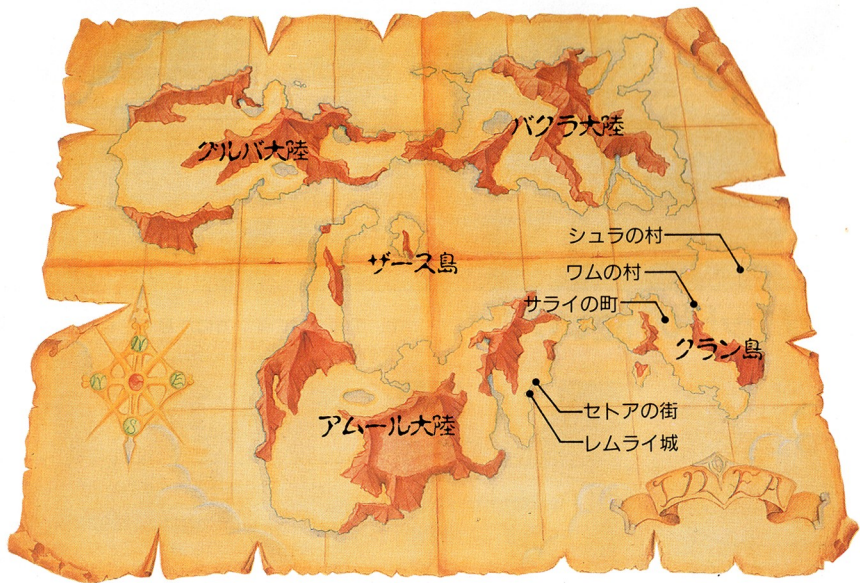 バクラ大陸
グルバ大陸
シュラの村
ザース島
ワムの村
サライの町
クラン島
セトアの街
アムール大陸
レムライ城
N
E
S